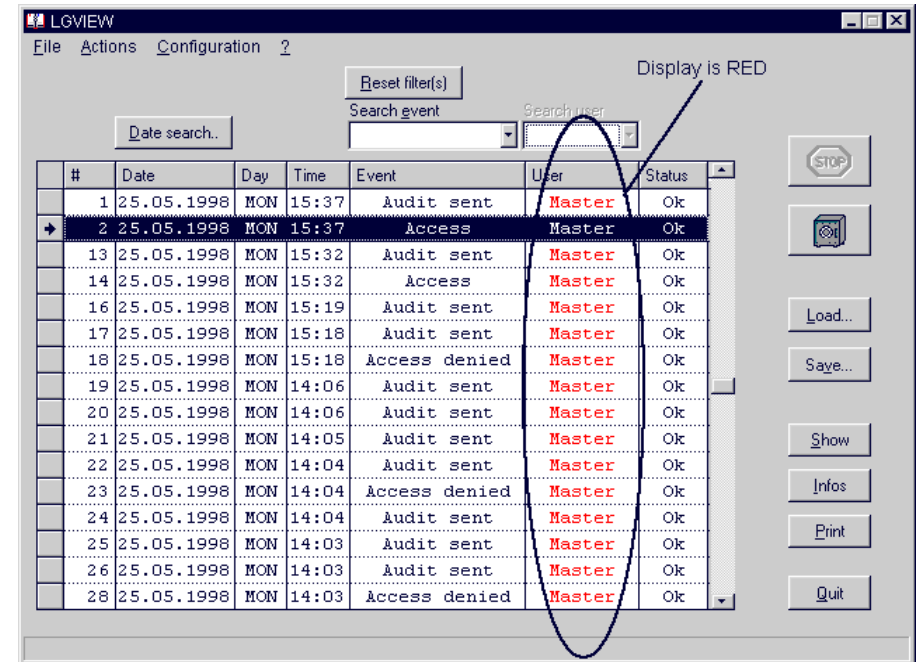 LGVIEW
File Actions Configuration ?
Display is RED
Reset filter(s)
Search event Search user
Date search..
STOP
# Date Day Time Event User Status
1 25.05.1998 MON 15:37 Audit sent Master Ok
2 25.05.1998 MON 15:37 Access Master Ok
13 25.05.1998 MON 15:32 Audit sent Master Ok
14 25.05.1998 MON 15:32 Access Master Ok
16 25.05.1998 MON 15:19 Audit sent Master Ok
17 25.05.1998 MON 15:18 Audit sent Master Ok
18 25.05.1998 MON 15:18 Access denied Master Ok
19 25.05.1998 MON 14:06 Audit sent Master Ok
20 25.05.1998 MON 14:06 Audit sent Master Ok
21 25.05.1998 MON 14:05 Audit sent Master Ok
22 25.05.1998 MON 14:04 Audit sent Master Ok
23 25.05.1998 MON 14:04 Access denied Master Ok
24 25.05.1998 MON 14:04 Audit sent Master Ok
25 25.05.1998 MON 14:03 Audit sent Master Ok
26 25.05.1998 MON 14:03 Audit sent Master Ok
28 25.05.1998 MON 14:03 Access denied Master Ok
Load...
Save...
Show
Infos
Print
Quit